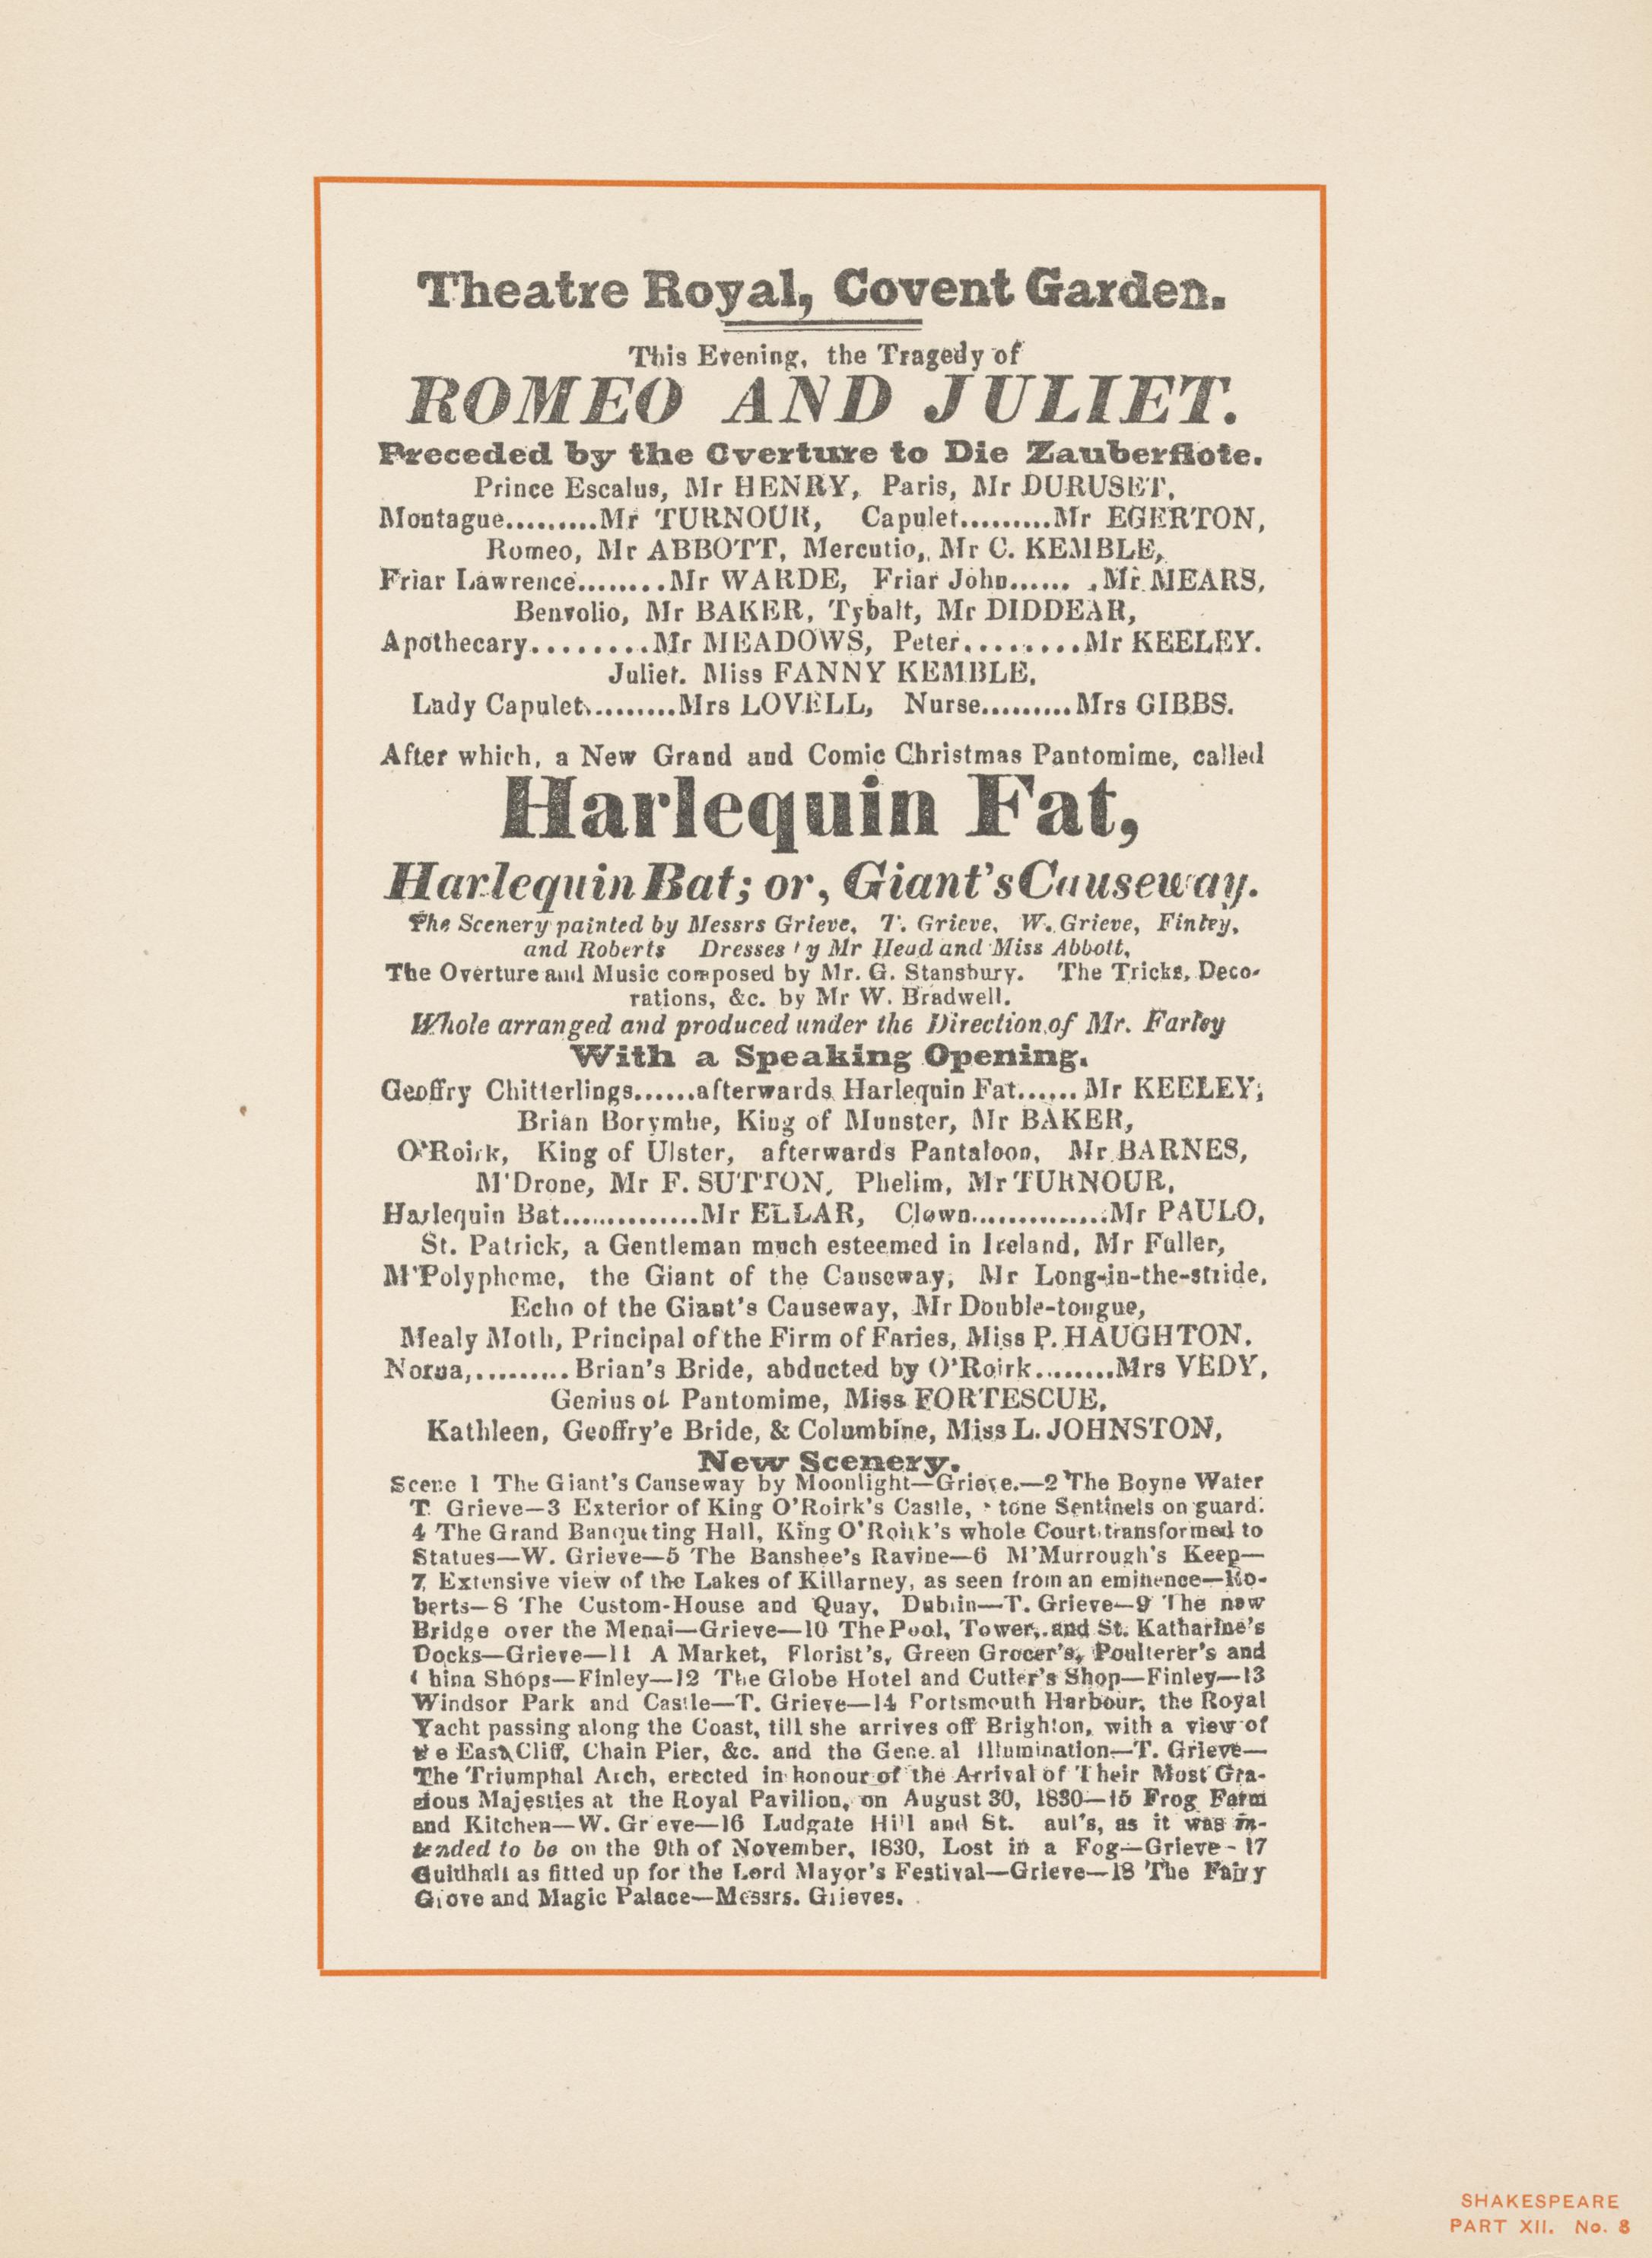 Theatre Royal, Covent Garden.
This Evening, the Tragedy of
ROMEO AND JULIET.
Preceded by the Overture to Die Zauberflote.
Prince Escalus, Mr HENRY, Paris, Mr DURUSET,
Montague.........Mr TURNOUR, Capulet.........Mr EGERTON,
Romeo, Mr ABBOTT, Mercutio, Mr C. KEMBLE,
Friar Lawrence........Mr WARDE, Friar John...... Mr MEARS,
Benvolio, Mr BAKER, Tybalt, Mr DIDDEAR,
Apothecary........Mr MEADOWS, Peter.........Mr KEELEY.
Juliet. Miss FANNY KEMBLE,
Lady Capulet.........Mrs LOVELL, Nurse.........Mrs GIBBS.
After which, a New Grand and Comic Christmas Pantomime, called
Harlequin Fat,
Harlequin Bat; or, Giant's Causeway.
The Scenery painted by Messrs Grieve, T. Grieve, W. Grieve, Finley,
and Roberts Dresses by Mr Head and Miss Abbott,
The Overture and Music composed by Mr. G. Stansbury. The Tricks, Deco-
rations, &c. by Mr W. Bradwell.
Whole arranged and produced under the Direction of Mr. Farley
With a Speaking Opening.
Geoffry Chitterlings......afterwards Harlequin Fat......Mr KEELEY;
Brian Borymhe, King of Munster, Mr BAKER,
O'Roirk, King of Ulster, afterwards Pantaloon, Mr BARNES,
M'Drone, Mr F. SUTTON, Phelim, Mr TURNOUR,
Harlequin Bat..............Mr ELLAR, Clown..............Mr PAULO,
St. Patrick, a Gentleman much esteemed in Ireland, Mr Fuller,
M'Polypheme, the Giant of the Causeway, Mr Long-in-the-stride,
Echo of the Giant's Causeway, Mr Double-tongue,
Mealy Moth, Principal of the Firm of Faries, Miss P. HAUGHTON.
Norna,.........Brian's Bride, abducted by O'Roirk........Mrs VEDY,
Genius of Pantomime, Miss FORTESCUE,
Kathleen, Geoffry'e Bride, & Columbine, Miss L. JOHNSTON,
New Scenery.
Scene 1 The Giant's Causeway by Moonlight—Grieve.—2 The Boyne Water
T. Grieve—3 Exterior of King O'Roirk's Castle, tone Sentinels on guard.
4 The Grand Banquetting Hall, King O'Roirk's whole Court transformed to
Statues—W. Grieve—5 The Banshee's Ravine—6 M'Murrough's Keep—
7 Extensive view of the Lakes of Killarney, as seen from an eminence—Ro-
berts—8 The Custom-House and Quay, Dublin—T. Grieve—9 The new
Bridge over the Menai—Grieve—10 The Pool, Tower, and St. Katharine's
Docks—Grieve—11 A Market, Florist's, Green Grocer's, Poulterer's and
China Shops—Finley—12 The Globe Hotel and Cutler's Shop—Finley—13
Windsor Park and Castle—T. Grieve—14 Portsmouth Harbour, the Royal
Yacht passing along the Coast, till she arrives off Brighton, with a view of
the East Cliff, Chain Pier, &c. and the General Illumination—T. Grieve—
The Triumphal Arch, erected in honour of the Arrival of Their Most Gra-
cious Majesties at the Royal Pavilion, on August 30, 1830—15 Frog Farm
and Kitchen—W. Grieve—16 Ludgate Hill and St. aul's, as it was in-
tended to be on the 9th of November, 1830, Lost in a Fog—Grieve-17
Guildhall as fitted up for the Lord Mayor's Festival—Grieve—18 The Fairy
Grove and Magic Palace—Messrs. Grieves.
SHAKESPEARE
PART XII. No. 8